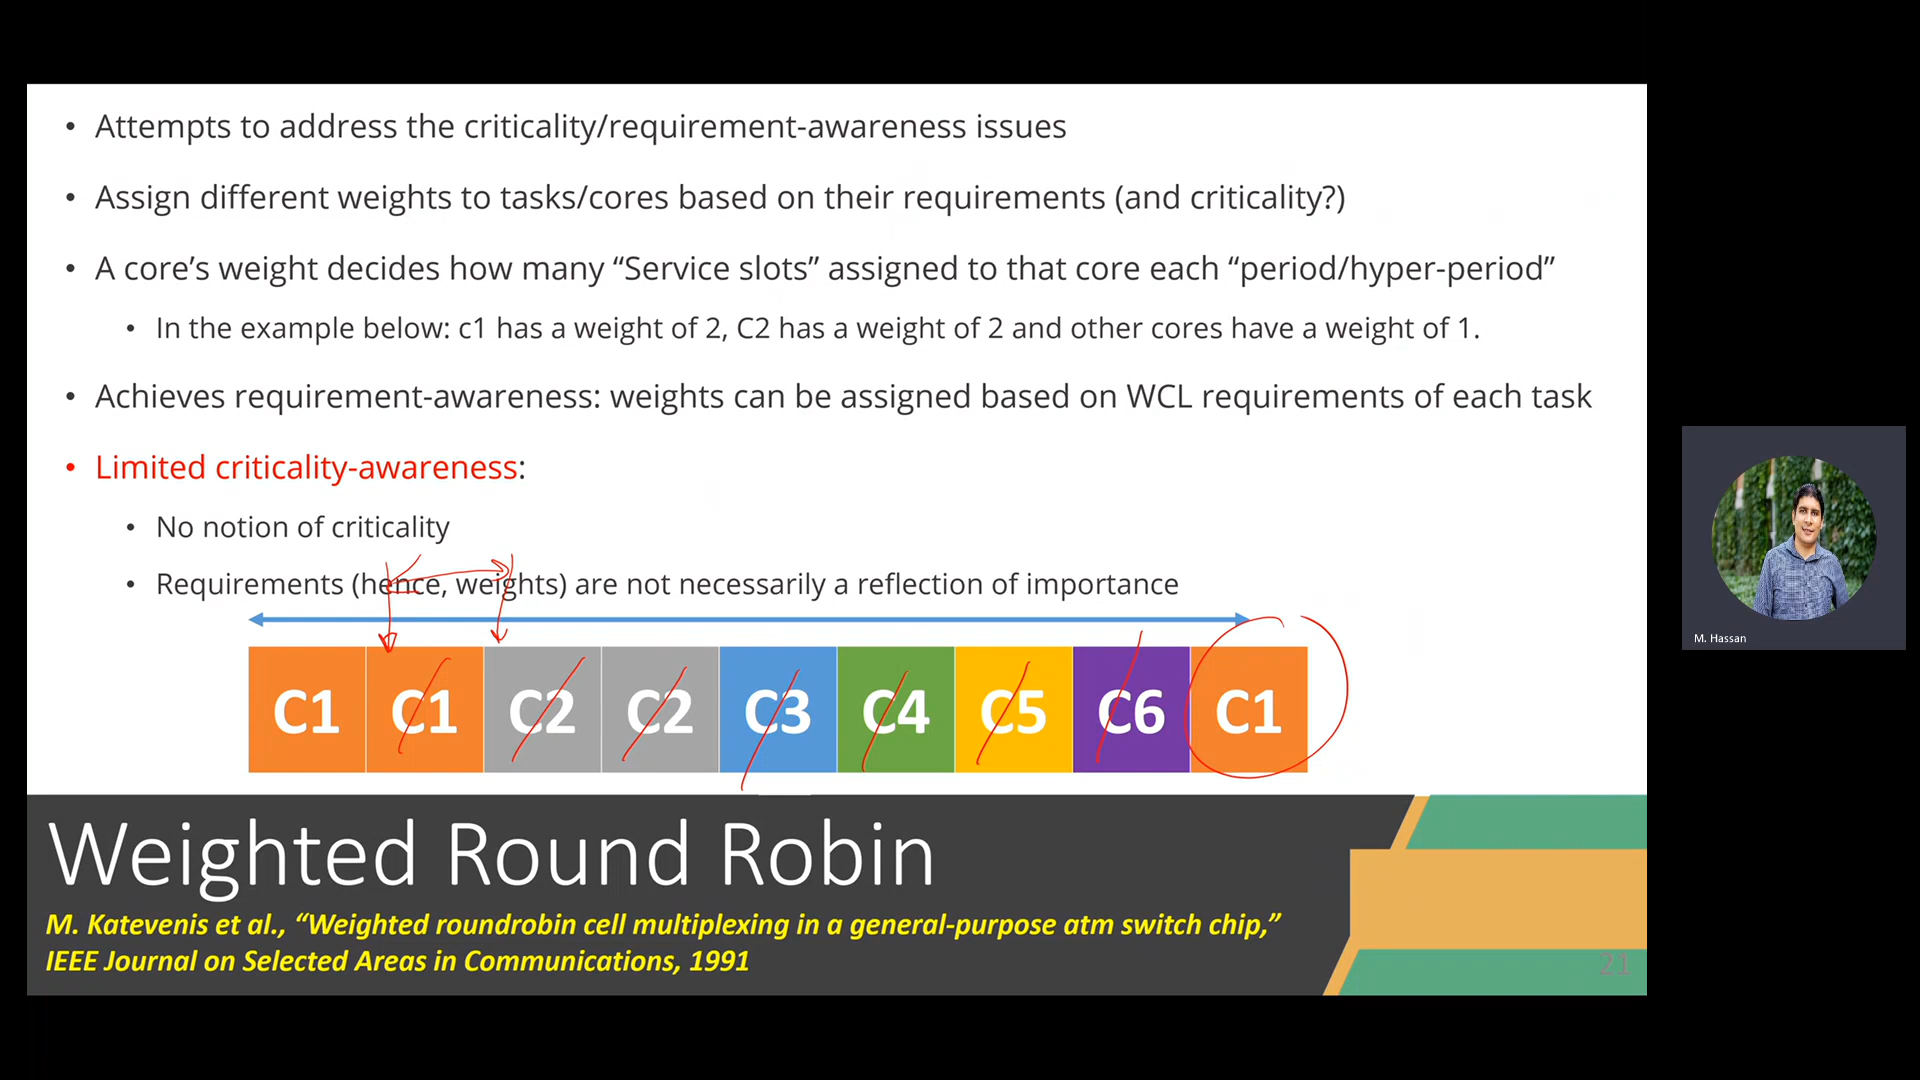 • Attempts to address the criticality/requirement-awareness issues
• Assign different weights to tasks/cores based on their requirements (and criticality?)
• A core’s weight decides how many “Service slots” assigned to that core each “period/hyper-period”
• In the example below: c1 has a weight of 2, C2 has a weight of 2 and other cores have a weight of 1.
• Achieves requirement-awareness: weights can be assigned based on WCL requirements of each task
• Limited criticality-awareness:
• No notion of criticality
• Requirements (hence, weights) are not necessarily a reflection of importance
C1 C1 C2 C2 C3 C4 C5 C6 C1
Weighted Round Robin
M. Katevenis et al., “Weighted roundrobin cell multiplexing in a general-purpose atm switch chip,”
IEEE Journal on Selected Areas in Communications, 1991
21
M. Hassan